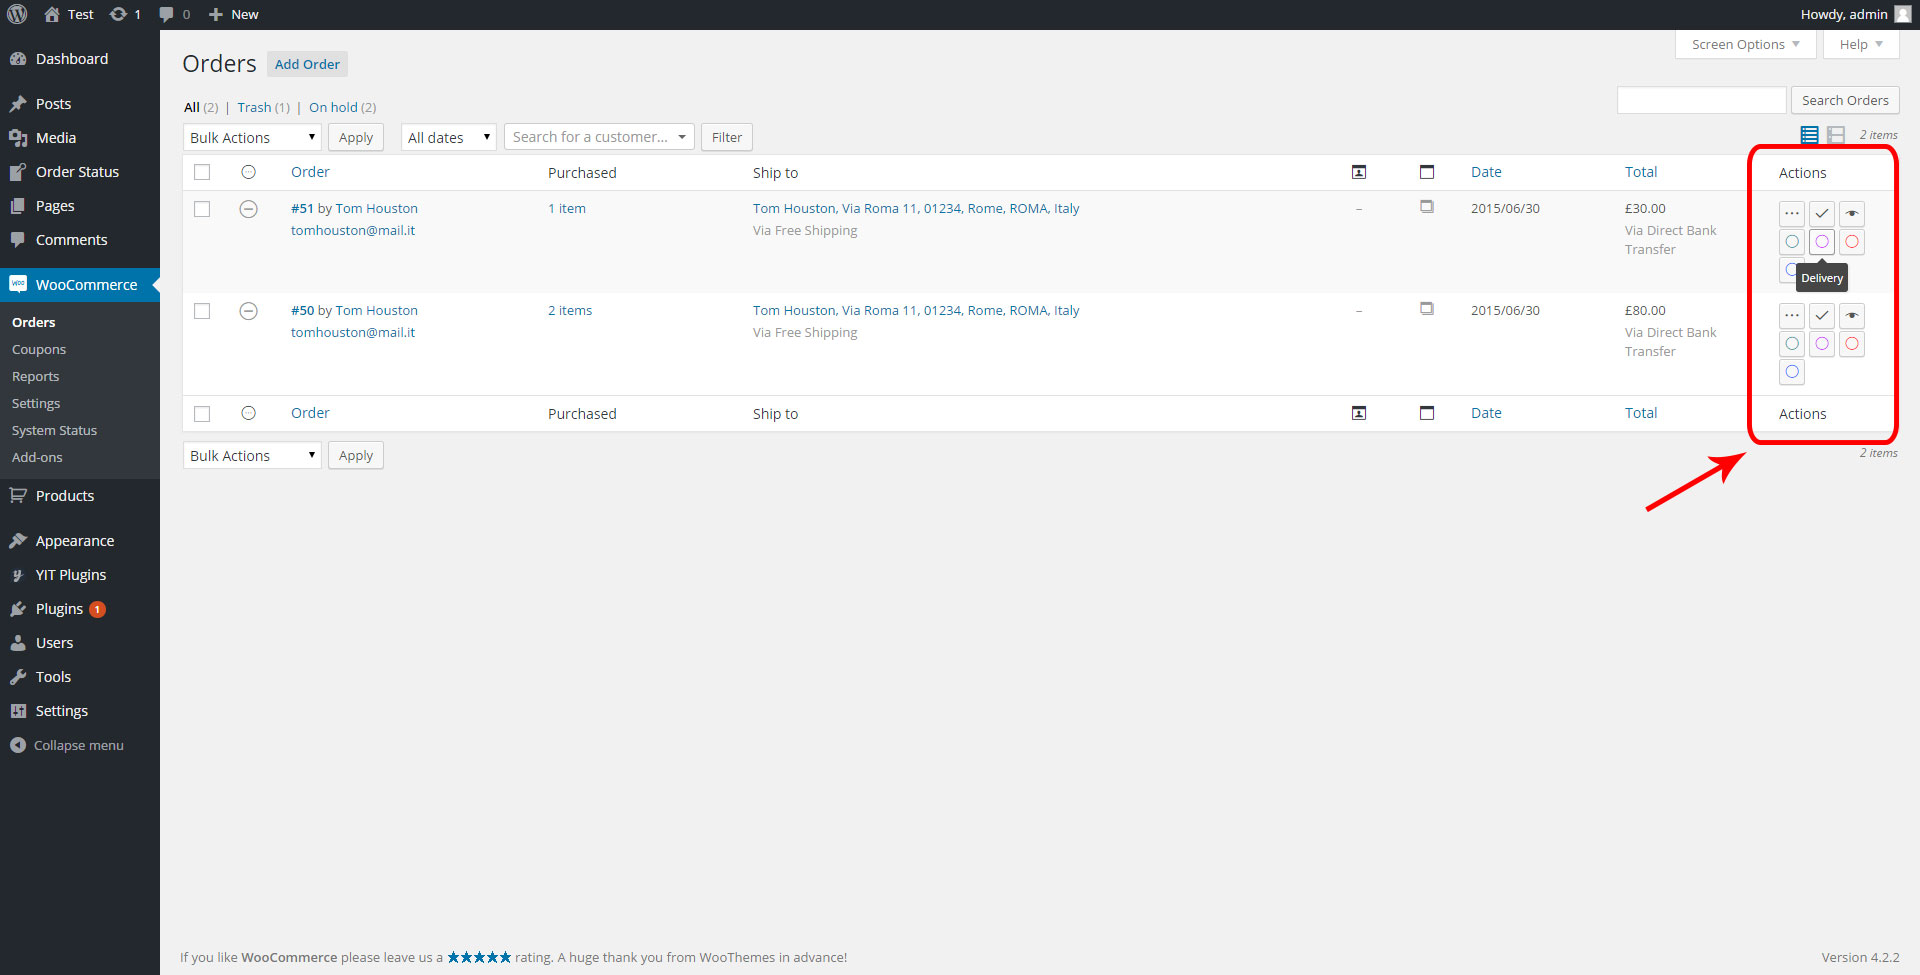 Test 1 0 New Howdy, admin
Screen Options Help
Dashboard
Posts
Media
Order Status
Pages
Comments
WooCommerce
Orders
Coupons
Reports
Settings
System Status
Add-ons
Products
Appearance
YIT Plugins
Plugins 1
Users
Tools
Settings
Collapse menu
Orders Add Order
All (2) | Trash (1) | On hold (2)
Search Orders
Bulk Actions Apply All dates Search for a customer... Filter 2 items
Order Purchased Ship to Date Total Actions
#51 by Tom Houston 1 item Tom Houston, Via Roma 11, 01234, Rome, ROMA, Italy – 2015/06/30 £30.00
tomhouston@mail.it Via Free Shipping Via Direct Bank
Transfer
Delivery
#50 by Tom Houston 2 items Tom Houston, Via Roma 11, 01234, Rome, ROMA, Italy – 2015/06/30 £80.00
tomhouston@mail.it Via Free Shipping Via Direct Bank
Transfer
Order Purchased Ship to Date Total Actions
Bulk Actions Apply 2 items
If you like WooCommerce please leave us a ★★★★★ rating. A huge thank you from WooThemes in advance! Version 4.2.2